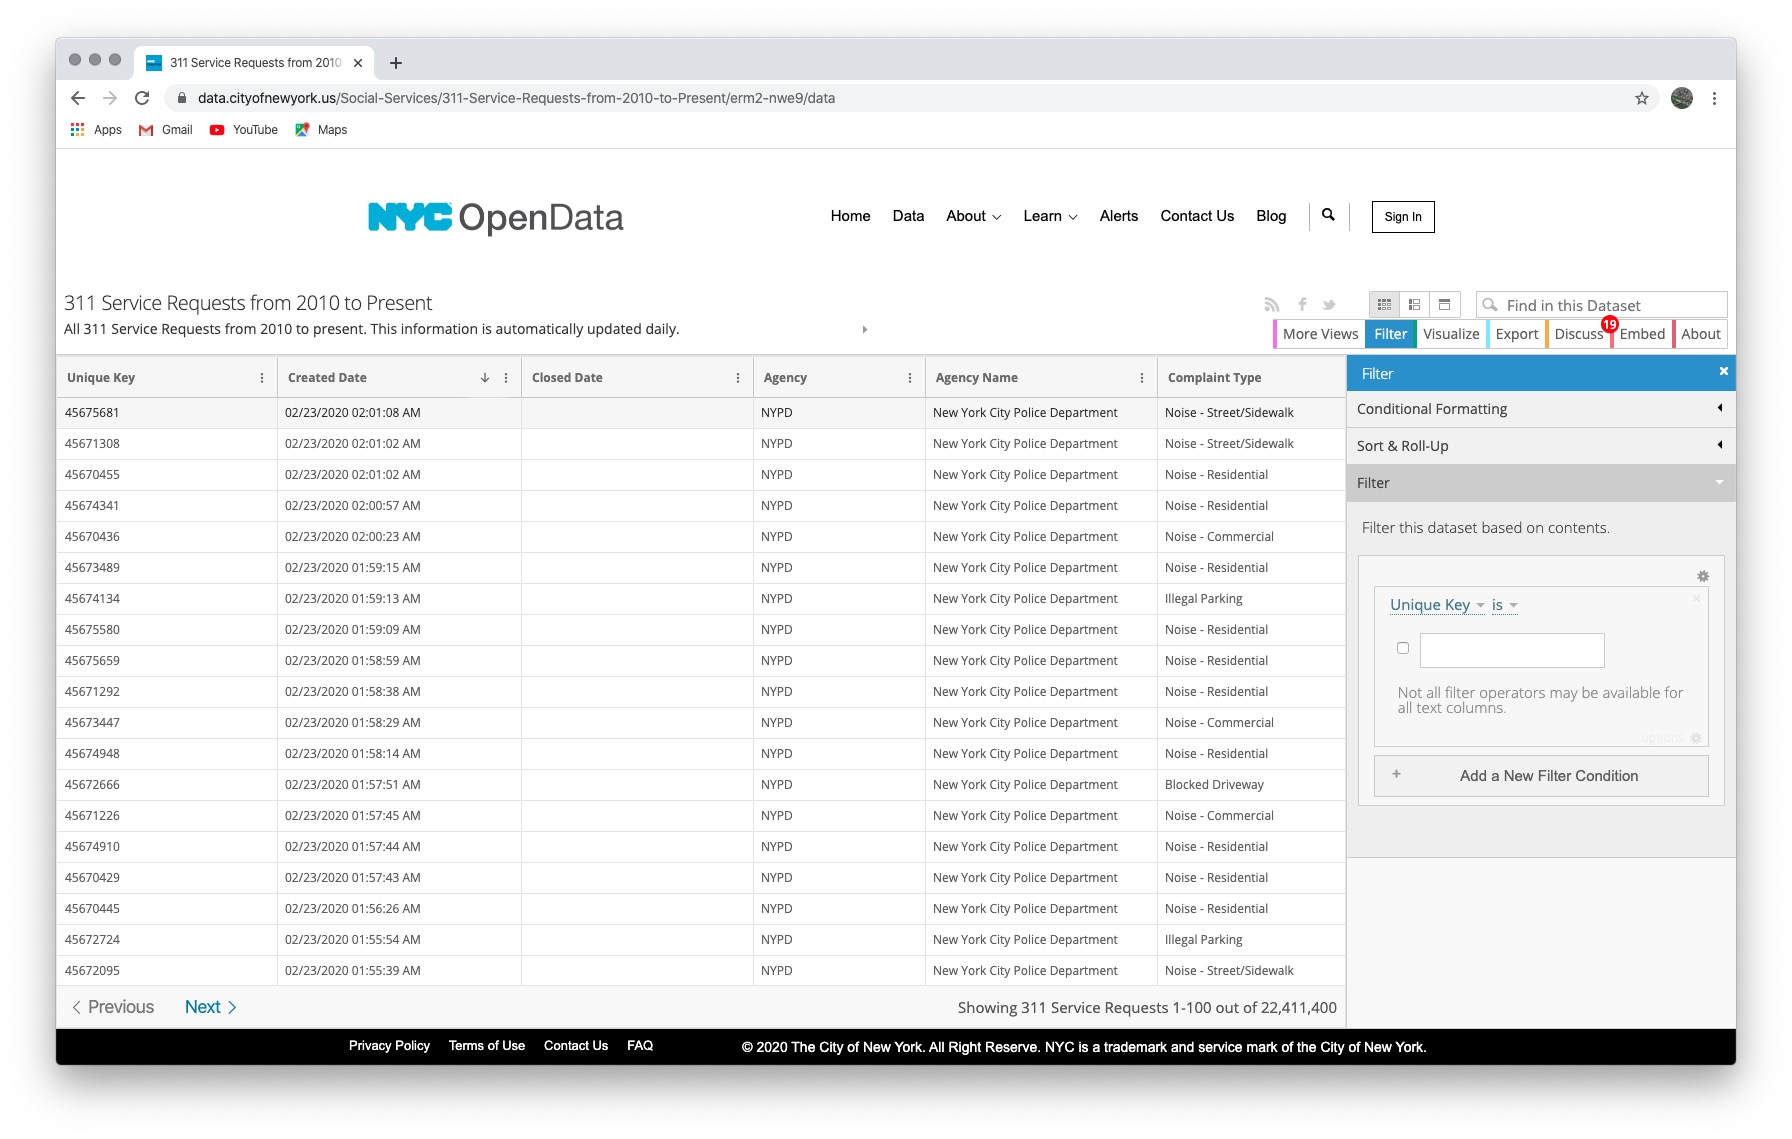 311 Service Requests from 2010
data.cityofnewyork.us/Social-Services/311-Service-Requests-from-2010-to-Present/erm2-nwe9/data
Apps Gmail YouTube Maps
NYC OpenData
Home Data About Learn Alerts Contact Us Blog Sign In
311 Service Requests from 2010 to Present
All 311 Service Requests from 2010 to present. This information is automatically updated daily.
Find in this Dataset
More Views Filter Visualize Export Discuss 19 Embed About
Unique Key Created Date Closed Date Agency Agency Name Complaint Type
45675681 02/23/2020 02:01:08 AM NYPD New York City Police Department Noise - Street/Sidewalk
45671308 02/23/2020 02:01:02 AM NYPD New York City Police Department Noise - Street/Sidewalk
45670455 02/23/2020 02:01:02 AM NYPD New York City Police Department Noise - Residential
45674341 02/23/2020 02:00:57 AM NYPD New York City Police Department Noise - Residential
45670436 02/23/2020 02:00:23 AM NYPD New York City Police Department Noise - Commercial
45673489 02/23/2020 01:59:15 AM NYPD New York City Police Department Noise - Residential
45674134 02/23/2020 01:59:13 AM NYPD New York City Police Department Illegal Parking
45675580 02/23/2020 01:59:09 AM NYPD New York City Police Department Noise - Residential
45675659 02/23/2020 01:58:59 AM NYPD New York City Police Department Noise - Residential
45671292 02/23/2020 01:58:38 AM NYPD New York City Police Department Noise - Residential
45673447 02/23/2020 01:58:29 AM NYPD New York City Police Department Noise - Commercial
45674948 02/23/2020 01:58:14 AM NYPD New York City Police Department Noise - Residential
45672666 02/23/2020 01:57:51 AM NYPD New York City Police Department Blocked Driveway
45671226 02/23/2020 01:57:45 AM NYPD New York City Police Department Noise - Commercial
45674910 02/23/2020 01:57:44 AM NYPD New York City Police Department Noise - Residential
45670429 02/23/2020 01:57:43 AM NYPD New York City Police Department Noise - Residential
45670445 02/23/2020 01:56:26 AM NYPD New York City Police Department Noise - Residential
45672724 02/23/2020 01:55:54 AM NYPD New York City Police Department Illegal Parking
45672095 02/23/2020 01:55:39 AM NYPD New York City Police Department Noise - Street/Sidewalk
Previous Next Showing 311 Service Requests 1-100 out of 22,411,400
Filter
Conditional Formatting
Sort & Roll-Up
Filter
Filter this dataset based on contents.
Unique Key is
Not all filter operators may be available for
all text columns.
options
+ Add a New Filter Condition
Privacy Policy Terms of Use Contact Us FAQ © 2020 The City of New York. All Right Reserve. NYC is a trademark and service mark of the City of New York.